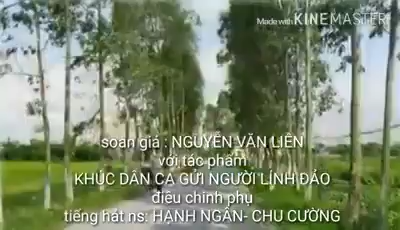 Made with KINEMASTER
soạn giả : NGUYỄN VĂN LIÊN
với tác phẩm
KHÚC DÂN CA GỬI NGƯỜI LÍNH ĐẢO
điều chinh phụ
tiếng hát ns: HẠNH NGÂN- CHU CƯỜNG